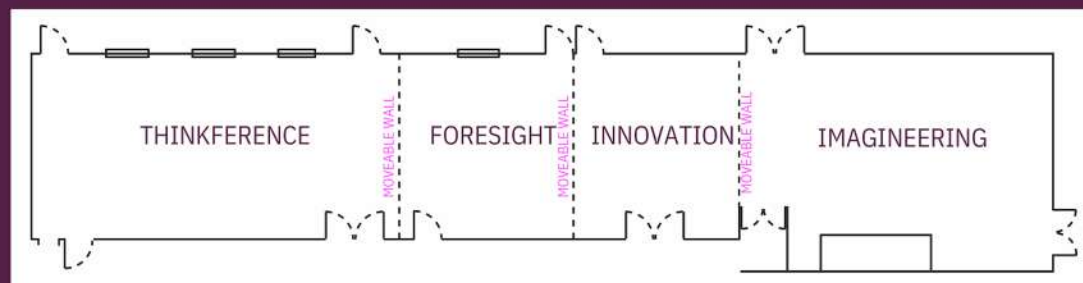 THINKFERENCE
MOVEABLE WALL
FORESIGHT
MOVEABLE WALL
INNOVATION
MOVEABLE WALL
IMAGINEERING